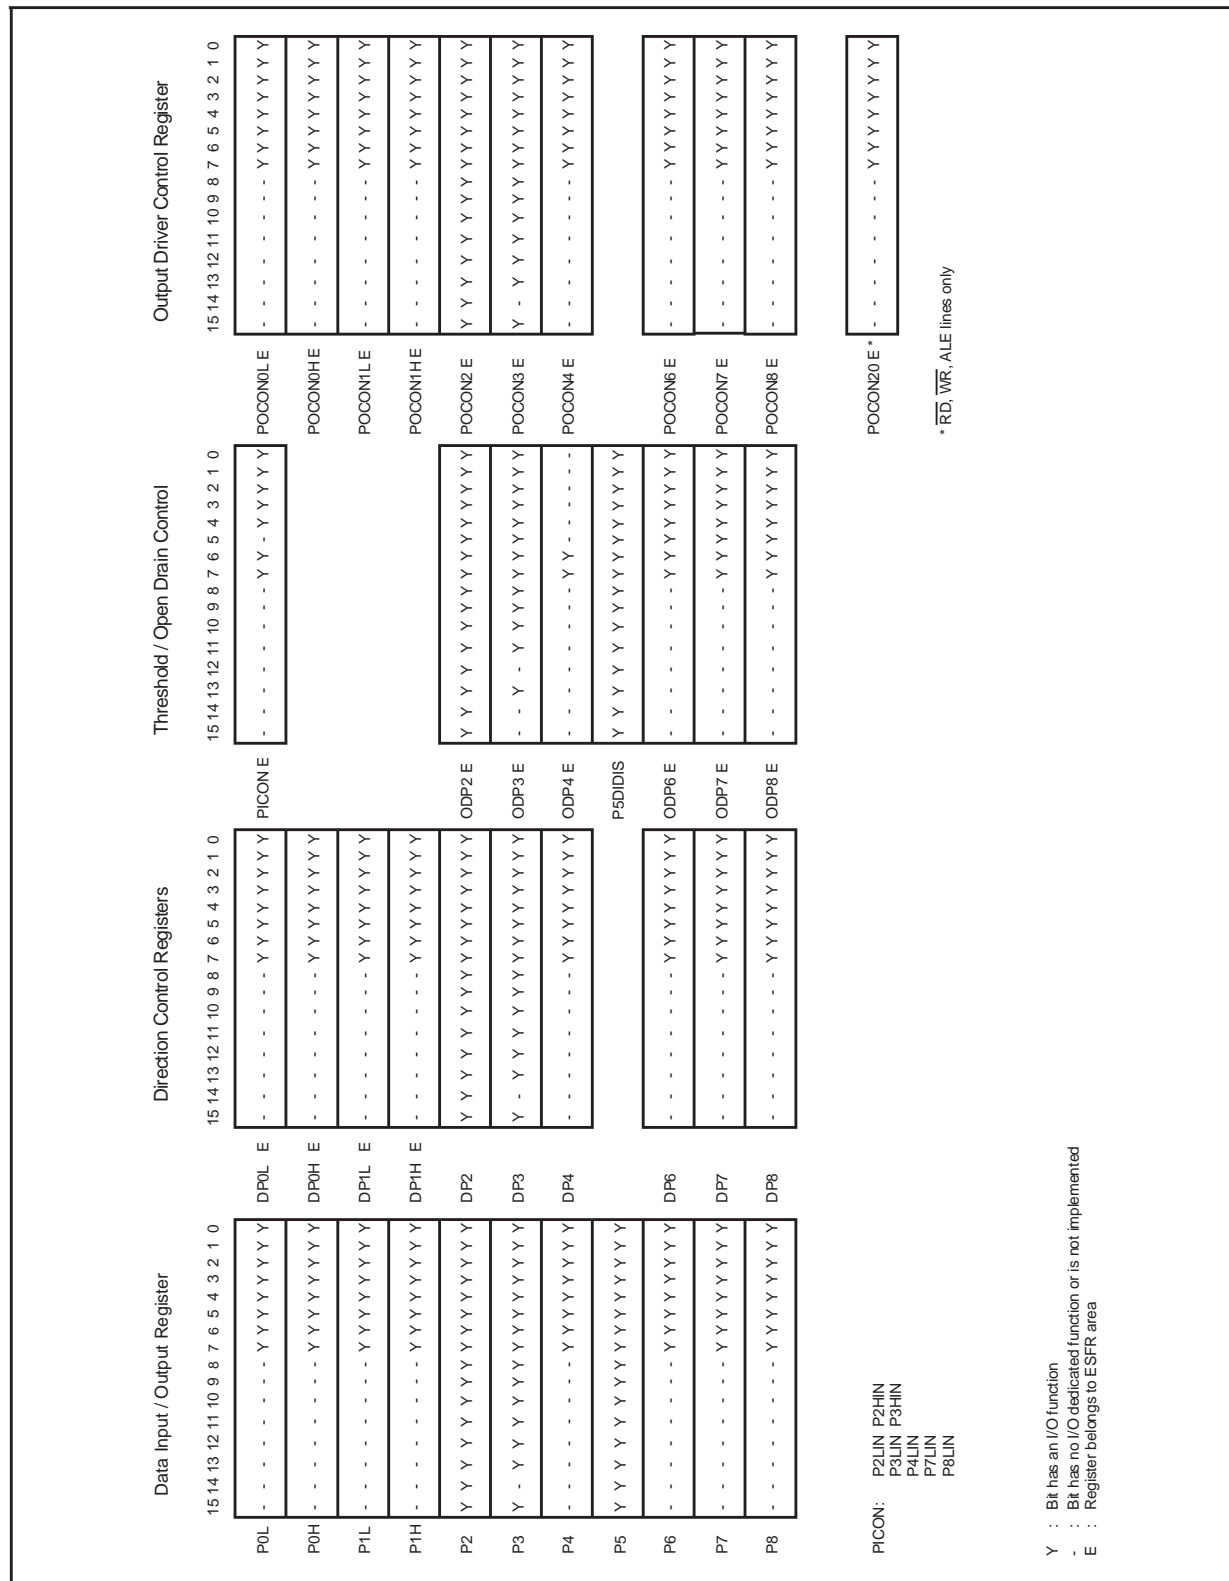 Data Input / Output Register Direction Control Registers Threshold / Open Drain Control Output Driver Control Register
15 14 13 12 11 10 9 8 7 6 5 4 3 2 1 0 15 14 13 12 11 10 9 8 7 6 5 4 3 2 1 0 15 14 13 12 11 10 9 8 7 6 5 4 3 2 1 0 15 14 13 12 11 10 9 8 7 6 5 4 3 2 1 0
P0L - - - - - - - - Y Y Y Y Y Y Y Y DP0L E - - - - - - - - Y Y Y Y Y Y Y Y PICON E - - - - - - - - Y Y - Y Y Y Y Y POCON0L E - - - - - - - - Y Y Y Y Y Y Y Y
P0H - - - - - - - - Y Y Y Y Y Y Y Y DP0H E - - - - - - - - Y Y Y Y Y Y Y Y POCON0H E - - - - - - - - Y Y Y Y Y Y Y Y
P1L - - - - - - - - Y Y Y Y Y Y Y Y DP1L E - - - - - - - - Y Y Y Y Y Y Y Y POCON1L E - - - - - - - - Y Y Y Y Y Y Y Y
P1H - - - - - - - - Y Y Y Y Y Y Y Y DP1H E - - - - - - - - Y Y Y Y Y Y Y Y POCON1H E - - - - - - - - Y Y Y Y Y Y Y Y
P2 Y Y Y Y Y Y Y Y Y Y Y Y Y Y Y Y DP2 Y Y Y Y Y Y Y Y Y Y Y Y Y Y Y Y ODP2 E Y Y Y Y Y Y Y Y Y Y Y Y Y Y Y Y POCON2 E Y Y Y Y Y Y Y Y Y Y Y Y Y Y Y Y
P3 Y - Y Y Y Y Y Y Y Y Y Y Y Y Y Y DP3 Y - Y Y Y Y Y Y Y Y Y Y Y Y Y Y ODP3 E - - Y - Y Y Y Y Y Y Y Y Y Y Y Y POCON3 E Y - Y Y Y Y Y Y Y Y Y Y Y Y Y Y
P4 - - - - - - - - Y Y Y Y Y Y Y Y DP4 - - - - - - - - Y Y Y Y Y Y Y Y ODP4 E - - - - - - - - Y Y - - - - - - POCON4 E - - - - - - - - Y Y Y Y Y Y Y Y
P5 Y Y Y Y Y Y Y Y Y Y Y Y Y Y Y Y P5DIDIS Y Y Y Y Y Y Y Y Y Y Y Y Y Y Y Y
P6 - - - - - - - - Y Y Y Y Y Y Y Y DP6 - - - - - - - - Y Y Y Y Y Y Y Y ODP6 E - - - - - - - - Y Y Y Y Y Y Y Y POCON6 E - - - - - - - - Y Y Y Y Y Y Y Y
P7 - - - - - - - - Y Y Y Y Y Y Y Y DP7 - - - - - - - - Y Y Y Y Y Y Y Y ODP7 E - - - - - - - - Y Y Y Y Y Y Y Y POCON7 E - - - - - - - - Y Y Y Y Y Y Y Y
P8 - - - - - - - - Y Y Y Y Y Y Y Y DP8 - - - - - - - - Y Y Y Y Y Y Y Y ODP8 E - - - - - - - - Y Y Y Y Y Y Y Y POCON8 E - - - - - - - - Y Y Y Y Y Y Y Y
PICON: P2LIN P2HIN POCON20 E * - - - - - - - - Y Y Y Y Y Y Y Y
P3LIN P3HIN
P4LIN
P7LIN
P8LIN
* RD, WR, ALE lines only
Y : Bit has an I/O function
- : Bit has no I/O dedicated function or is not implemented
E : Register belongs to ESFR area